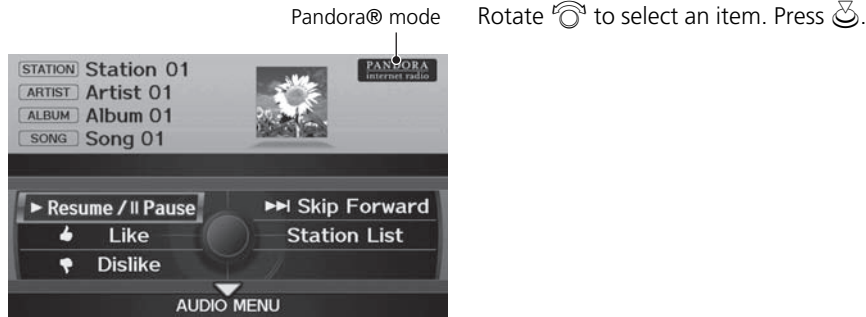 Pandora® mode
Rotate to select an item. Press .
STATION Station 01
PANDORA
internet radio
ARTIST Artist 01
ALBUM Album 01
SONG Song 01
Resume / Pause
Skip Forward
Like
Station List
Dislike
AUDIO MENU